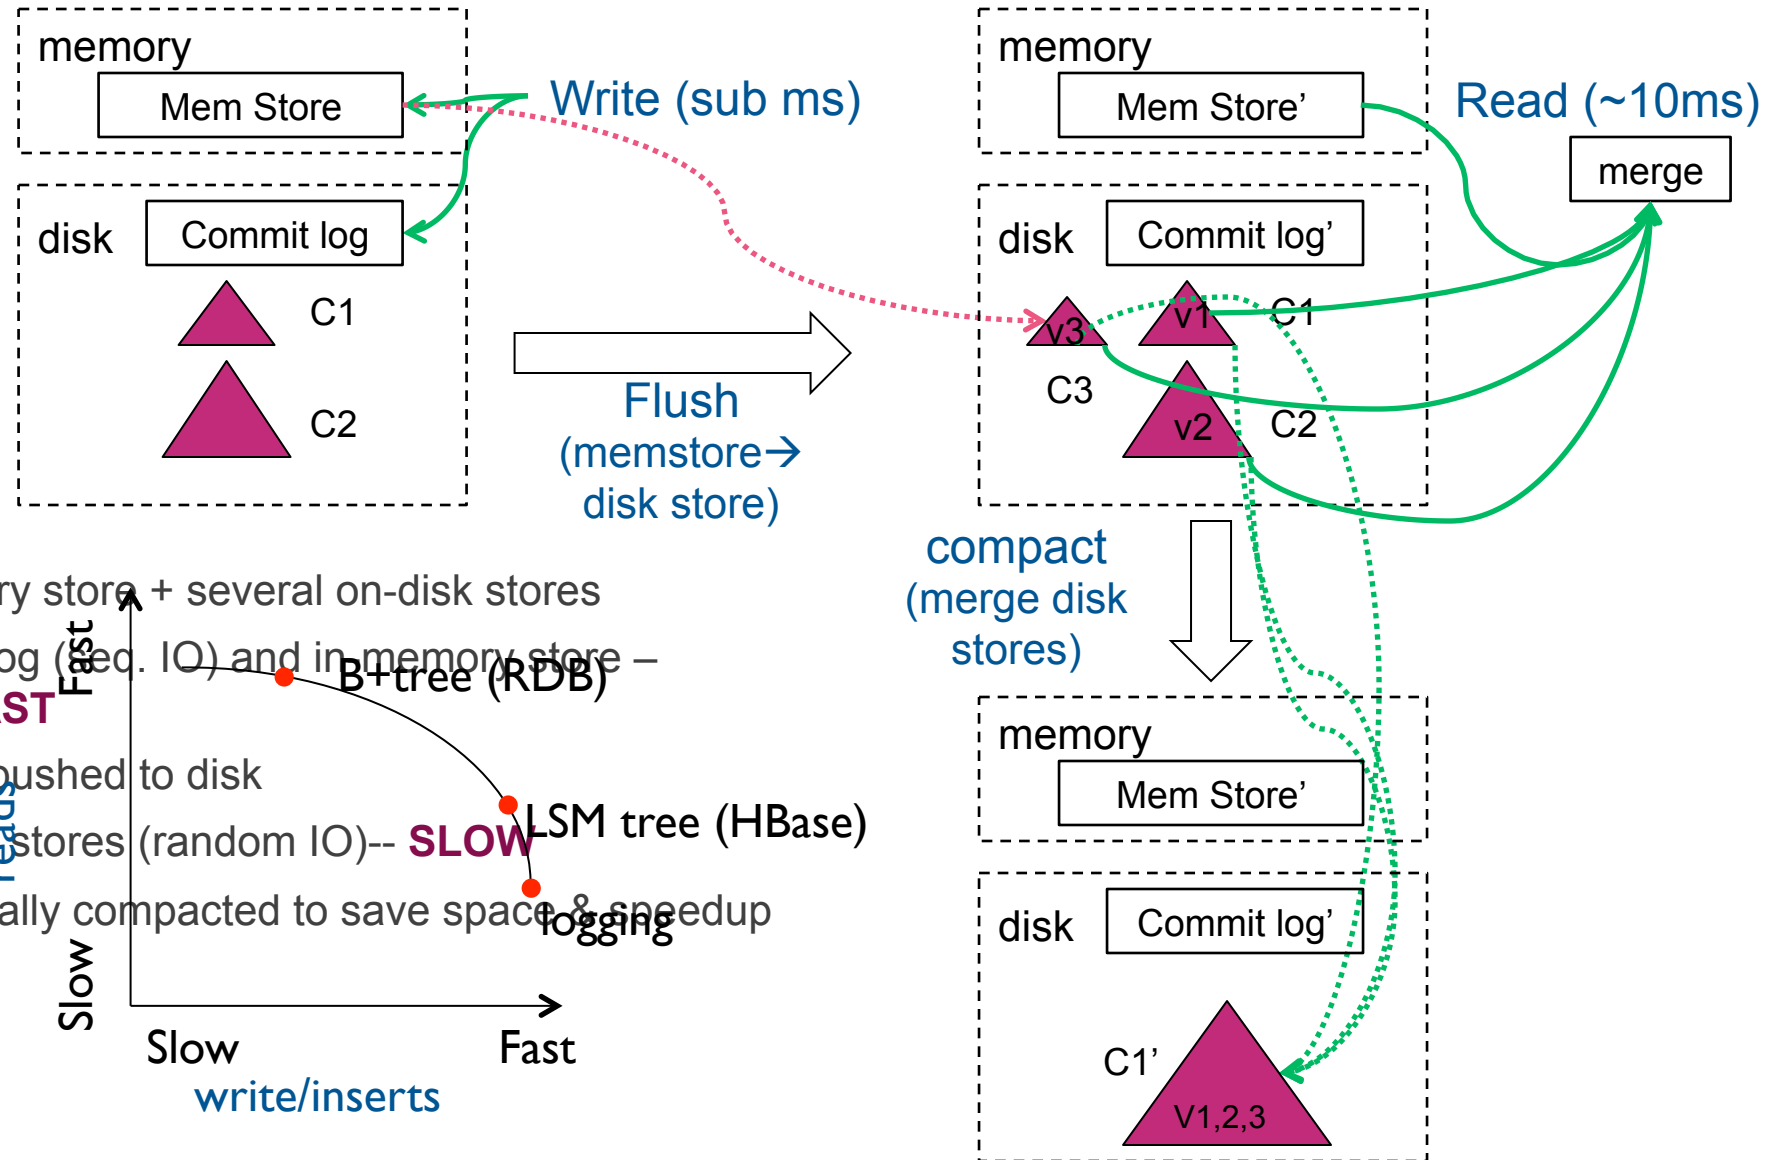 memory
Mem Store
Write (sub ms)
disk
Commit log
C1
C2
Flush
(memstore→
disk store)
memory
Mem Store’
Read (~10ms)
merge
disk
Commit log’
v3
v1
C1
C3
v2
C2
compact
(merge disk
stores)
memory
Mem Store’
disk
Commit log’
C1’
V1,2,3
ry store + several on-disk stores
og (seq. IO) and in-memory store –
AST
pushed to disk
stores (random IO)-- SLOW
ally compacted to save space & speedup
Fast
reads
Slow
B+tree (RDB)
LSM tree (HBase)
logging
Slow
Fast
write/inserts